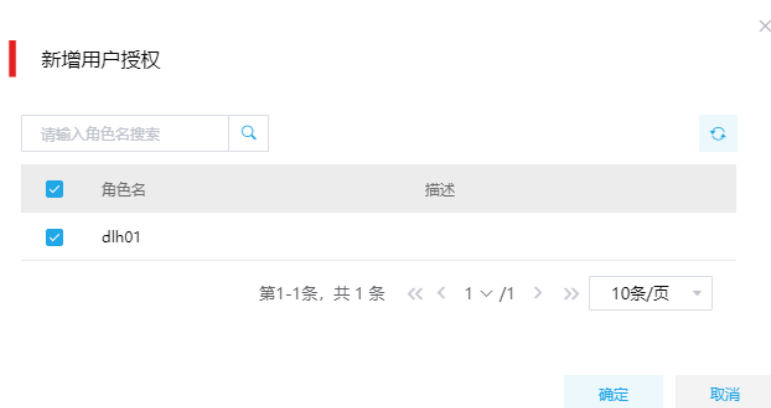 新增用户授权
请输入角色名搜索
角色名 描述
dlh01
第1-1条，共 1 条 1 /1 10条/页
确定 取消